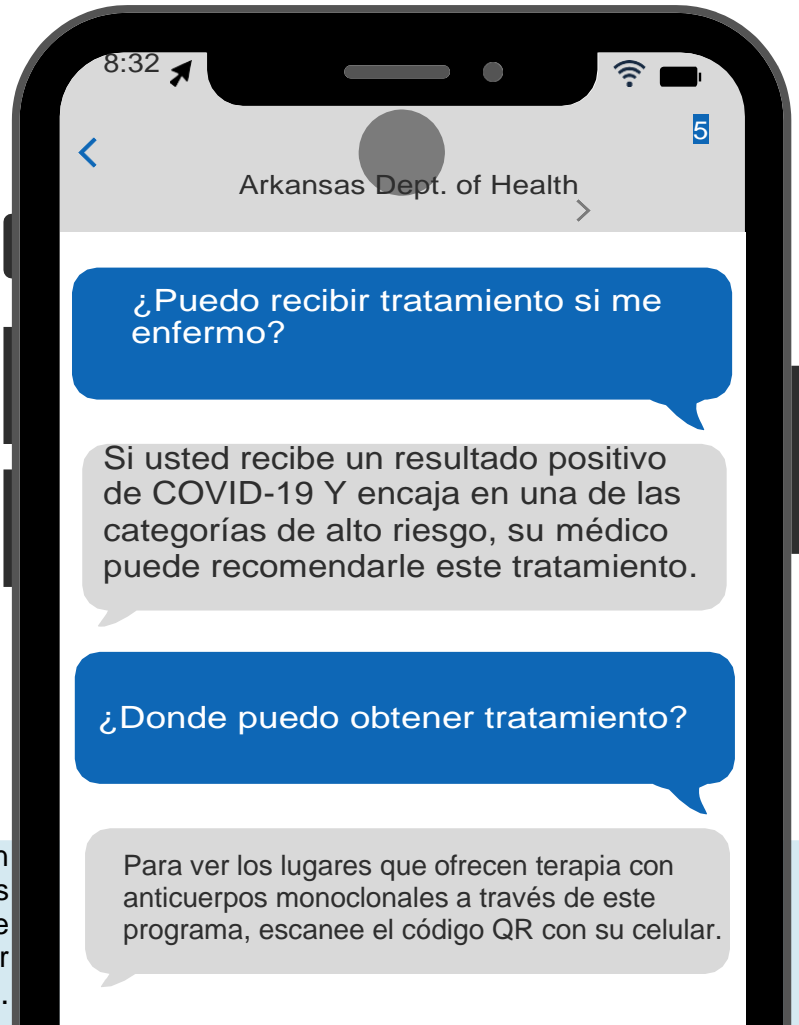 8:32
5
Arkansas Dept. of Health
¿Puedo recibir tratamiento si me
enfermo?
Si usted recibe un resultado positivo
de COVID-19 Y encaja en una de las
categorías de alto riesgo, su médico
puede recomendarle este tratamiento.
¿Donde puedo obtener tratamiento?
Para ver los lugares que ofrecen terapia con
anticuerpos monoclonales a través de este
programa, escanee el código QR con su celular.